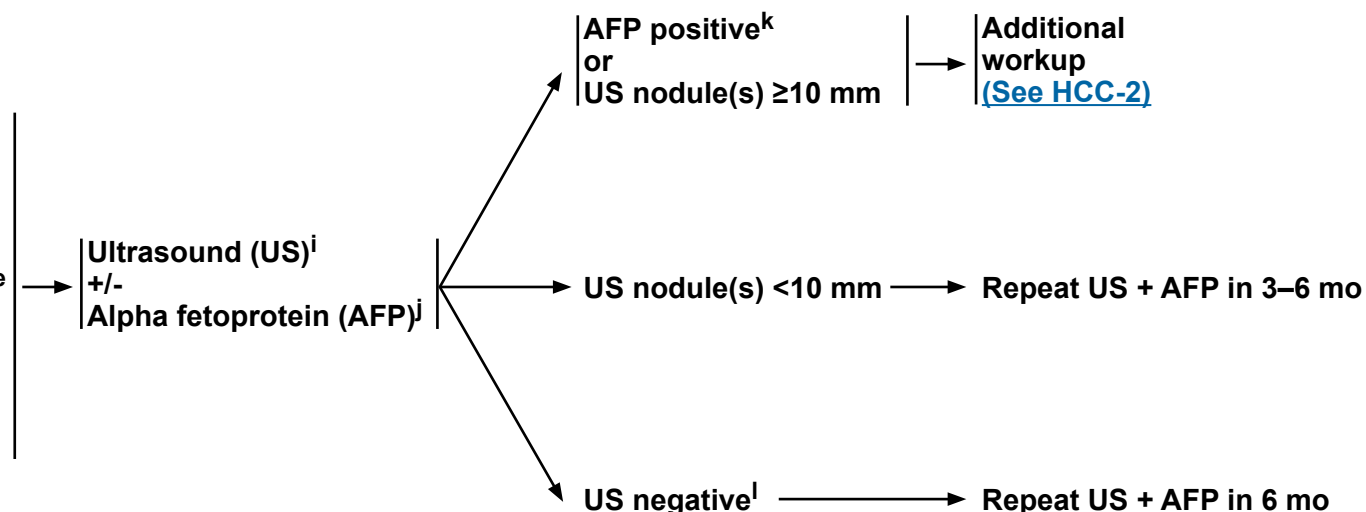 AFP positivek
or
US nodule(s) ≥10 mm
Additional
workup
(See HCC-2)
e
Ultrasound (US)i
+/-
Alpha fetoprotein (AFP)j
US nodule(s) <10 mm
Repeat US + AFP in 3–6 mo
US negativel
Repeat US + AFP in 6 mo